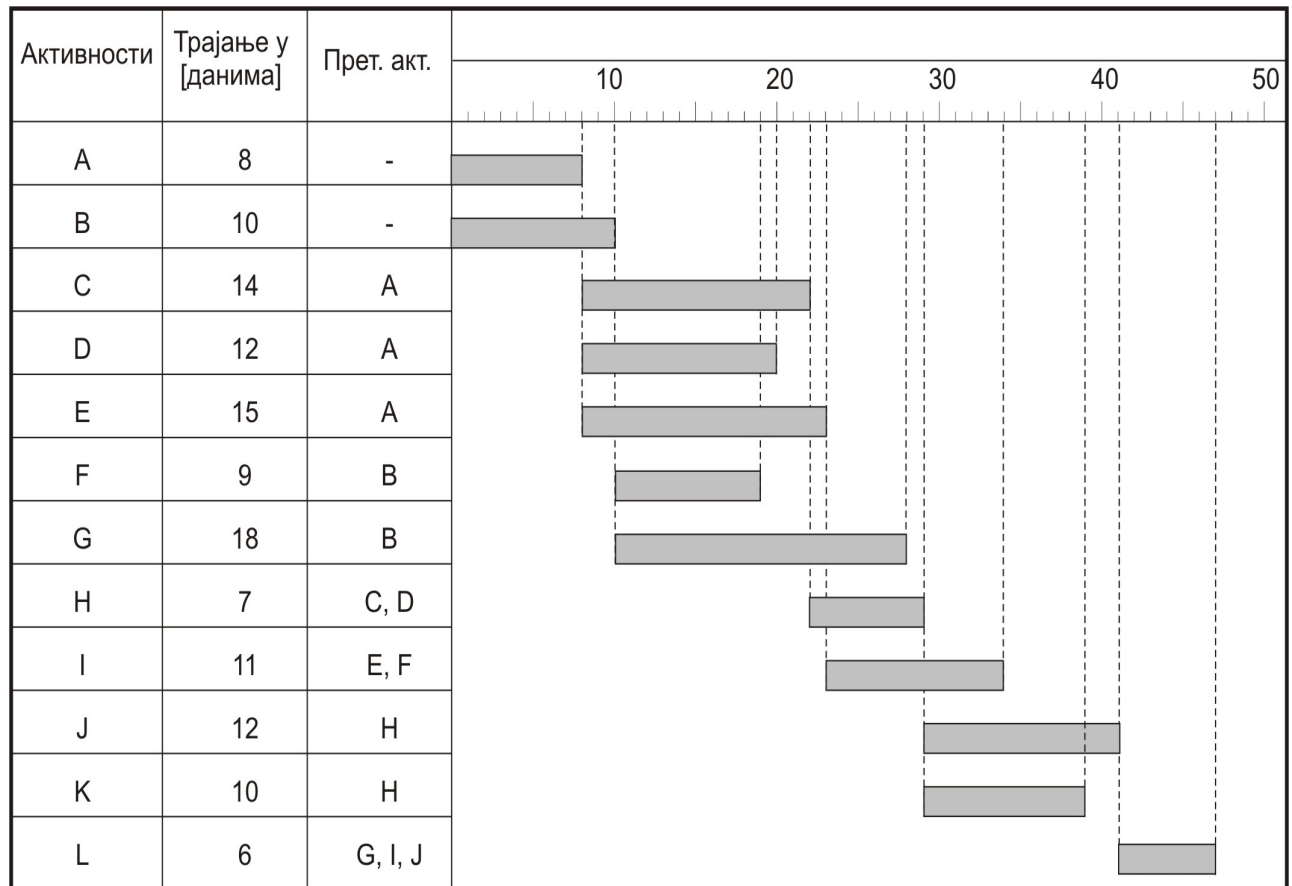 Активности Трајање у [данима] Прет. акт.
10 20 30 40 50
A 8 -
B 10 -
C 14 A
D 12 A
E 15 A
F 9 B
G 18 B
H 7 C, D
I 11 E, F
J 12 H
K 10 H
L 6 G, I, J